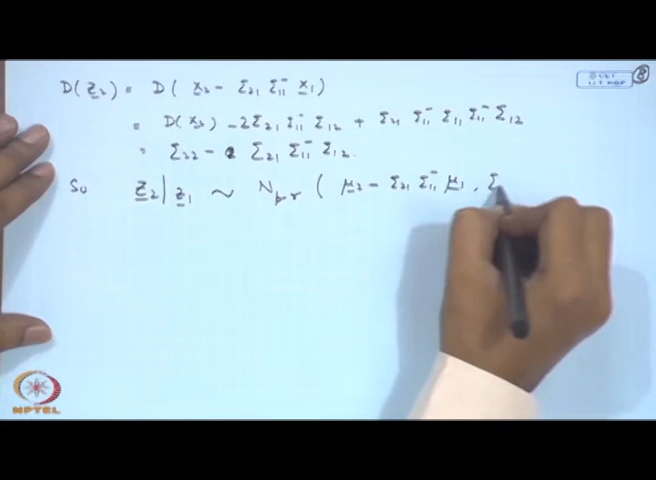 D(Z₂) = D( X₂ - Σ₂₁ Σ₁₁⁻ X₁)
= D(X₂) - 2Σ₂₁ Σ₁₁⁻ Σ₁₂ + Σ₂₁ Σ₁₁⁻ Σ₁₁ Σ₁₁⁻ Σ₁₂
= Σ₂₂ - Σ₂₁ Σ₁₁⁻ Σ₁₂.
So Z₂ | Z₁ ~ N_{p-r} ( μ₂ - Σ₂₁ Σ₁₁⁻ μ₁ , Σ
NPTEL